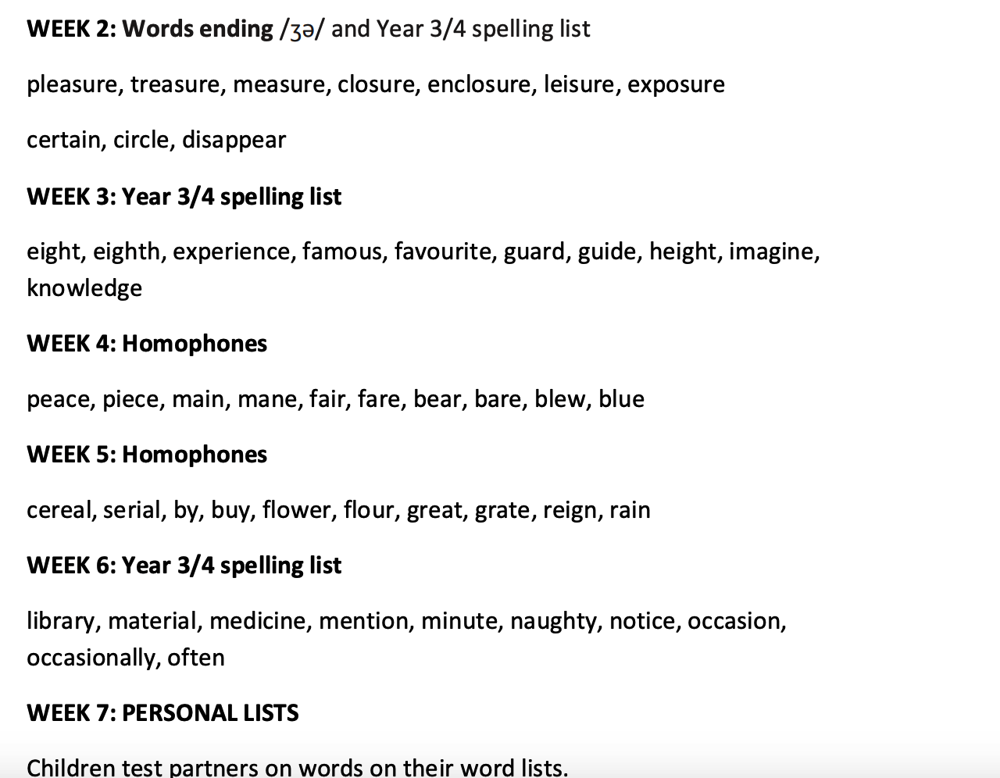 WEEK 2: Words ending /ʒə/ and Year 3/4 spelling list
pleasure, treasure, measure, closure, enclosure, leisure, exposure
certain, circle, disappear
WEEK 3: Year 3/4 spelling list
eight, eighth, experience, famous, favourite, guard, guide, height, imagine,
knowledge
WEEK 4: Homophones
peace, piece, main, mane, fair, fare, bear, bare, blew, blue
WEEK 5: Homophones
cereal, serial, by, buy, flower, flour, great, grate, reign, rain
WEEK 6: Year 3/4 spelling list
library, material, medicine, mention, minute, naughty, notice, occasion,
occasionally, often
WEEK 7: PERSONAL LISTS
Children test partners on words on their word lists.